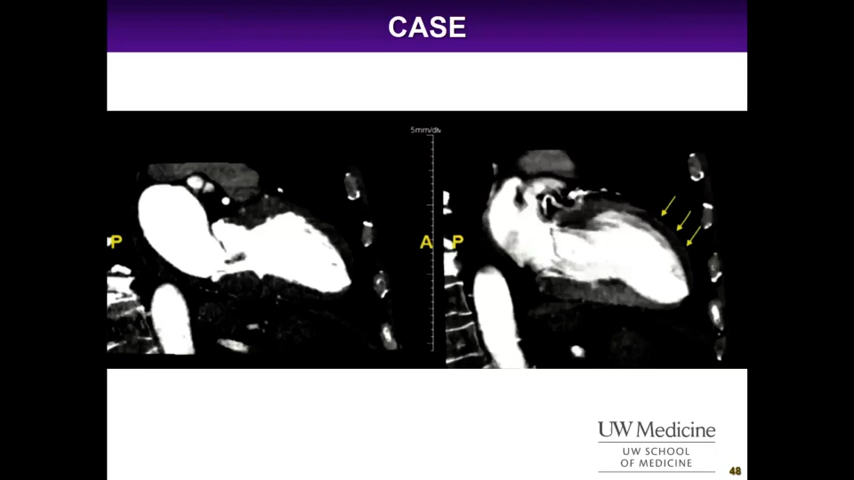 CASE
5mm/div
P
A
P
UW Medicine
UW SCHOOL
OF MEDICINE
48